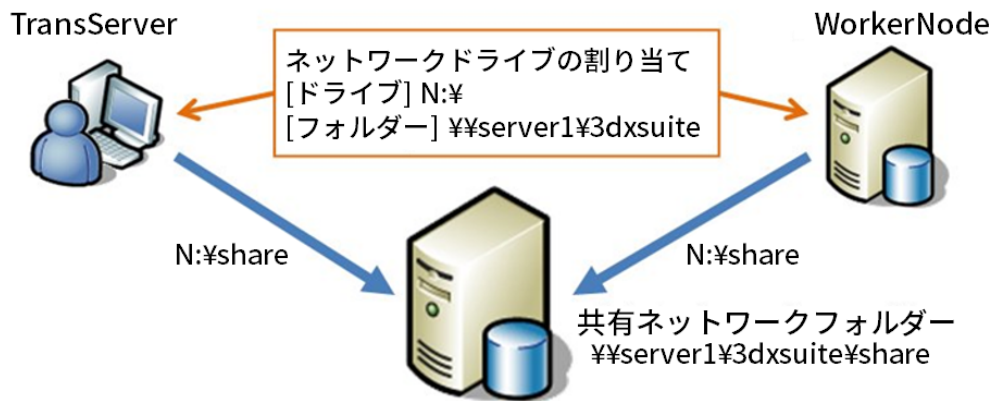 TransServer
WorkerNode
ネットワークドライブの割り当て
[ドライブ] N:¥
[フォルダー] ¥¥server1¥3dxsuite
N:¥share
N:¥share
共有ネットワークフォルダー
¥¥server1¥3dxsuite¥share